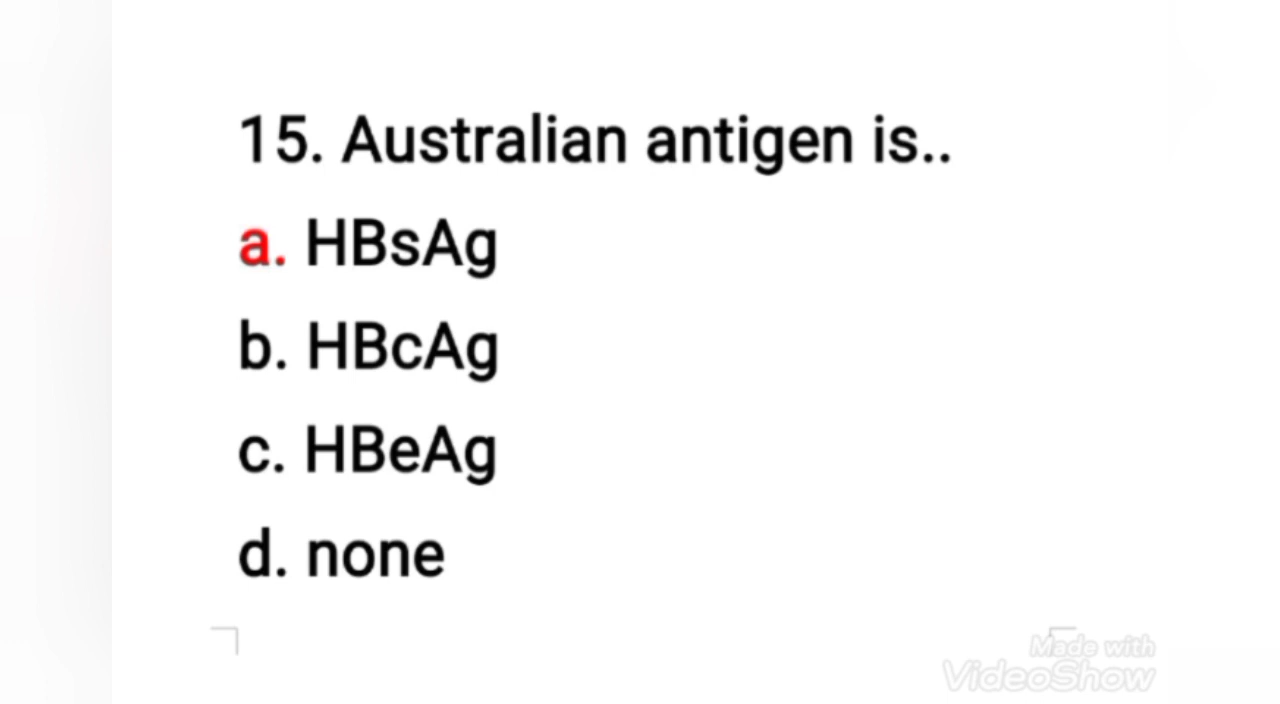 15. Australian antigen is..
a. HBsAg
b. HBcAg
c. HBeAg
d. none
Made with
VideoShow